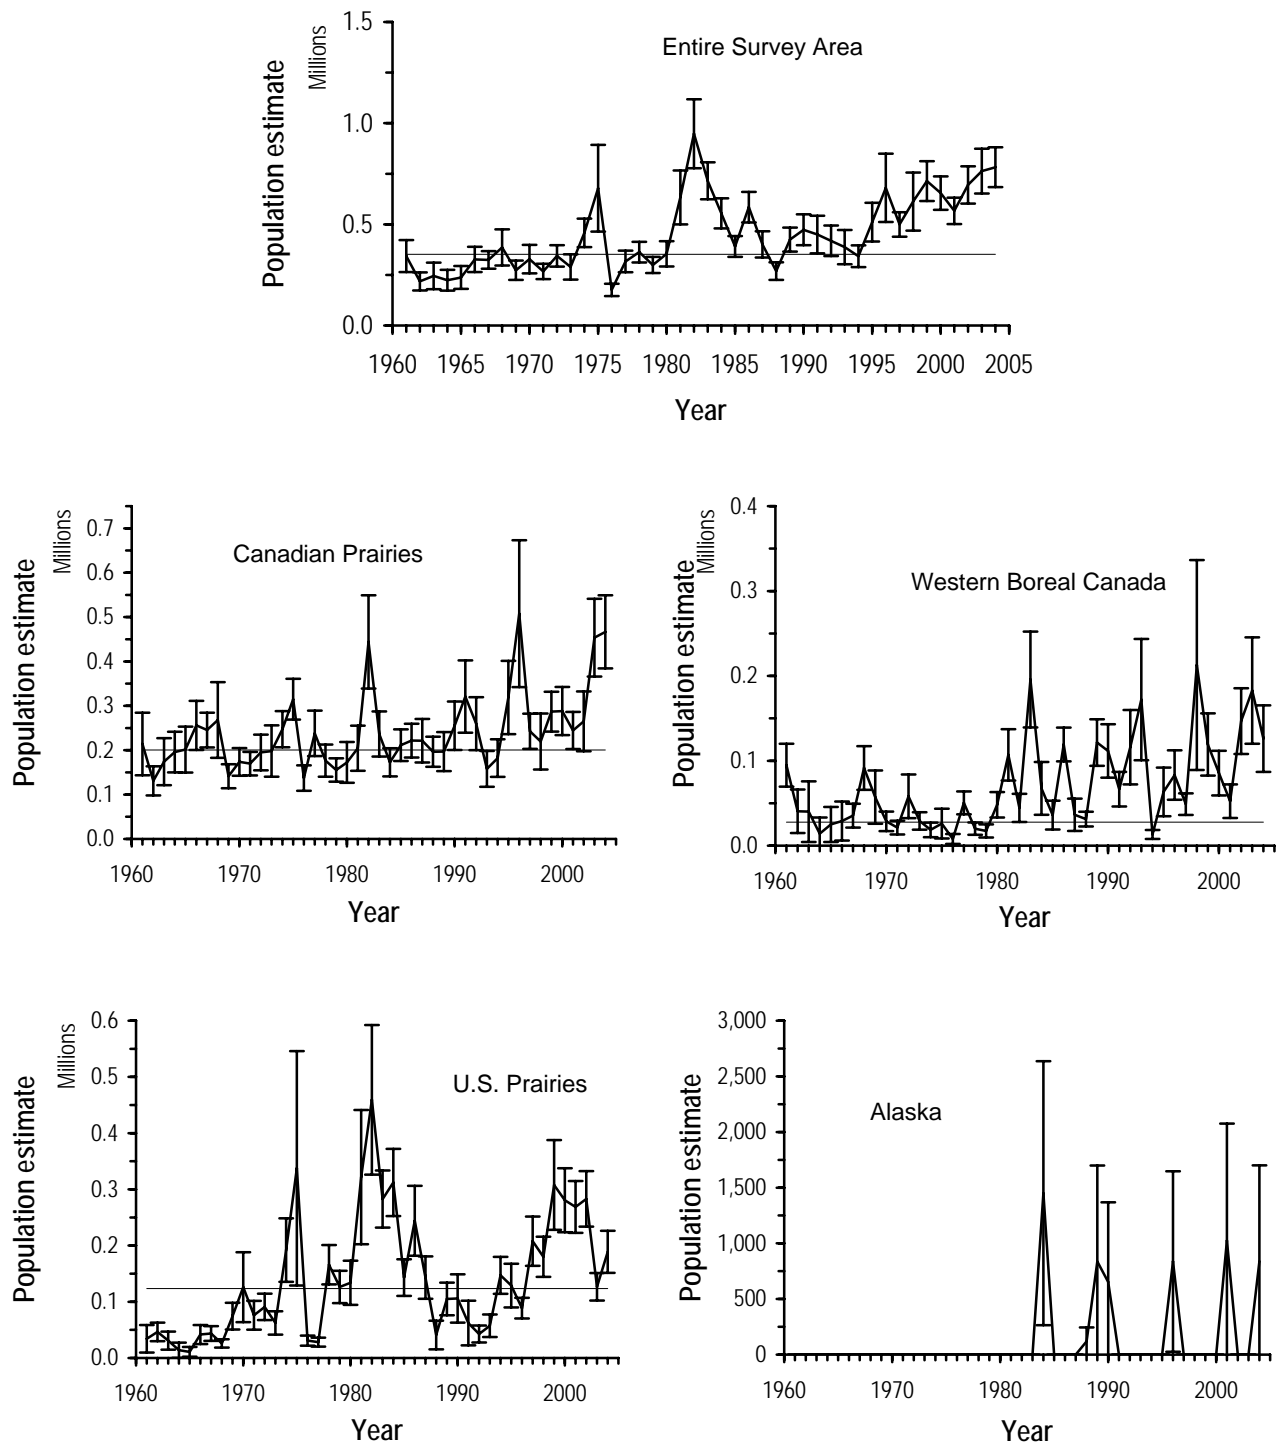 Entire Survey Area
Population estimate
Millions
1.5
1.0
0.5
0.0
1960 1965 1970 1975 1980 1985 1990 1995 2000 2005
Year
Canadian Prairies
Population estimate
Millions
0.7
0.6
0.5
0.4
0.3
0.2
0.1
0.0
1960 1970 1980 1990 2000
Year
Western Boreal Canada
Population estimate
Millions
0.4
0.3
0.2
0.1
0.0
1960 1970 1980 1990 2000
Year
U.S. Prairies
Population estimate
Millions
0.6
0.5
0.4
0.3
0.2
0.1
0.0
1960 1970 1980 1990 2000
Year
Alaska
Population estimate
3,000
2,500
2,000
1,500
1,000
500
0
1960 1970 1980 1990 2000
Year